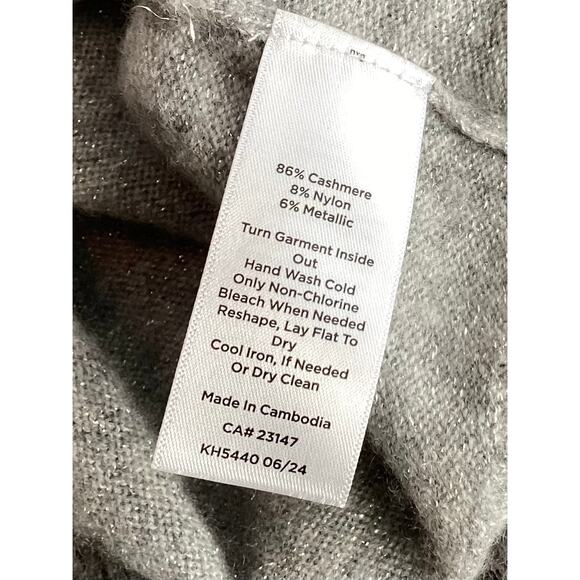 86% Cashmere
8% Nylon
6% Metallic
Turn Garment Inside
Out
Hand Wash Cold
Only Non-Chlorine
Bleach When Needed
Reshape, Lay Flat To
Dry
Cool Iron, If Needed
Or Dry Clean
Made In Cambodia
CA# 23147
KH5440 06/24